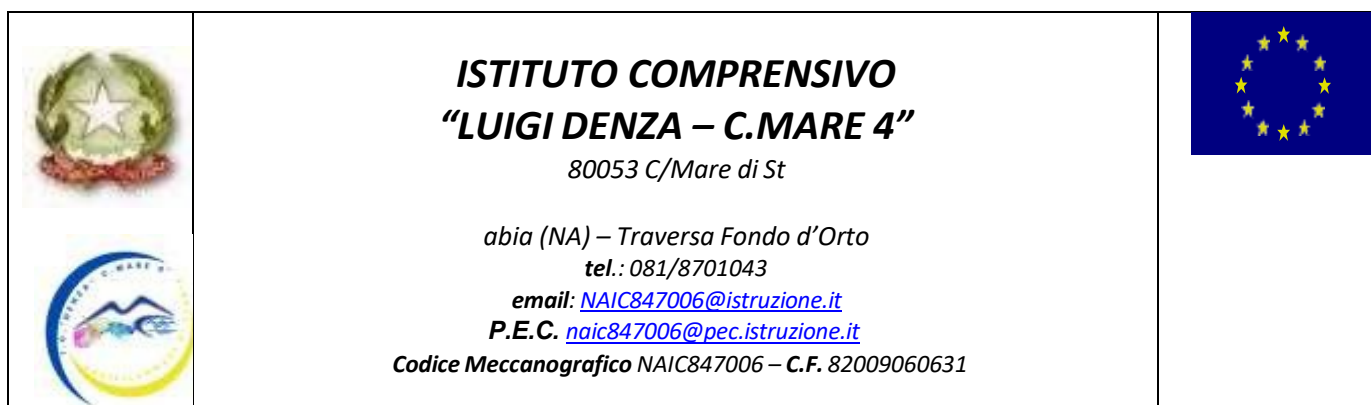 ISTITUTO COMPRENSIVO
“LUIGI DENZA – C.MARE 4”
80053 C/Mare di St
abia (NA) – Traversa Fondo d’Orto
tel.: 081/8701043
email: NAIC847006@istruzione.it
P.E.C. naic847006@pec.istruzione.it
Codice Meccanografico NAIC847006 – C.F. 82009060631